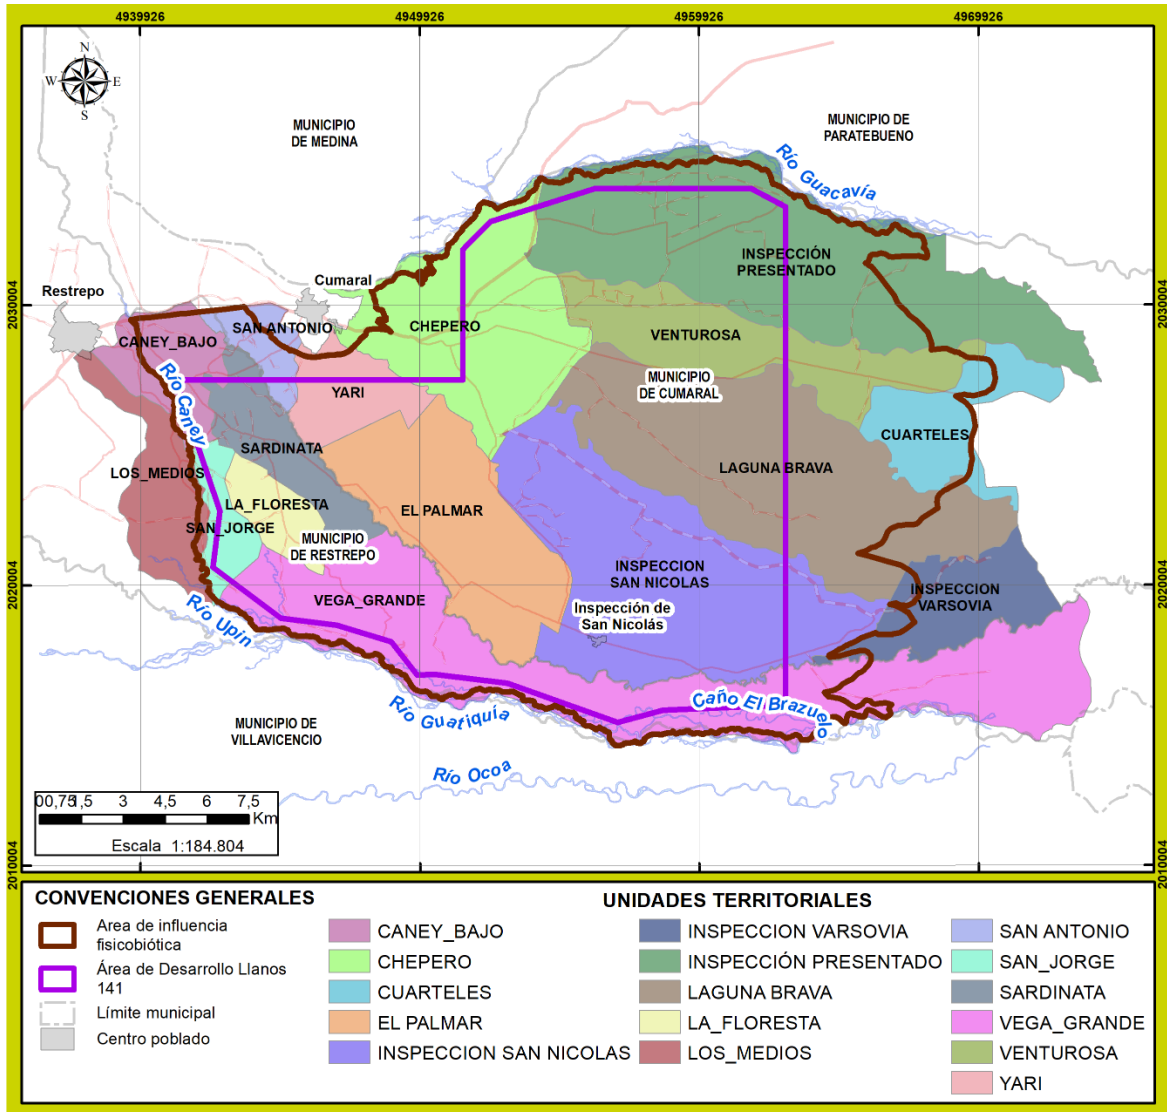 4939926
4949926
4959926
4969926
N
W
E
S
MUNICIPIO
DE MEDINA
MUNICIPIO DE
PARATEBUENO
Río Guacavía
INSPECCIÓN
PRESENTADO
Cumaral
Restrepo
2030004
2030004
SAN ANTONIO
CHEPERO
CANEY_BAJO
VENTUROSA
MUNICIPIO
DE CUMARAL
YARI
Río Caney
CUARTELES
SARDINATA
LAGUNA BRAVA
LOS_MEDIOS
LA_FLORESTA
EL PALMAR
SAN_JORGE
MUNICIPIO
DE RESTREPO
INSPECCION
SAN NICOLAS
2020004
2020004
INSPECCION
VARSOVIA
VEGA_GRANDE
Inspección de
San Nicolás
Río Upin
Caño El Brazuelo
Río Guatiquía
MUNICIPIO DE
VILLAVICENCIO
Río Ocoa
00,751,5 3 4,5 6 7,5
Km
Escala 1:184.804
2010004
2010004
CONVENCIONES GENERALES
Area de influencia
fisicobiótica
Área de Desarrollo Llanos
141
Límite municipal
Centro poblado
UNIDADES TERRITORIALES
CANEY_BAJO
CHEPERO
CUARTELES
EL PALMAR
INSPECCION SAN NICOLAS
INSPECCION VARSOVIA
INSPECCIÓN PRESENTADO
LAGUNA BRAVA
LA_FLORESTA
LOS_MEDIOS
SAN ANTONIO
SAN_JORGE
SARDINATA
VEGA_GRANDE
VENTUROSA
YARI